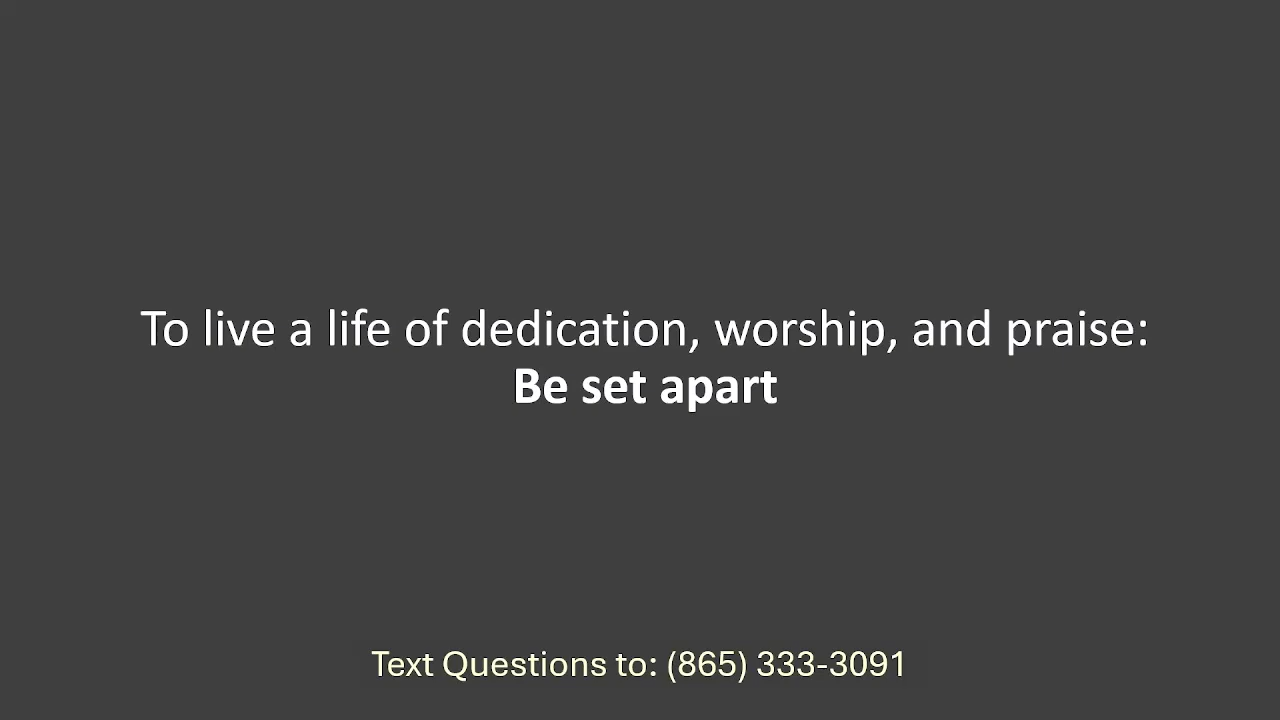 To live a life of dedication, worship, and praise:
Be set apart
Text Questions to: (865) 333-3091